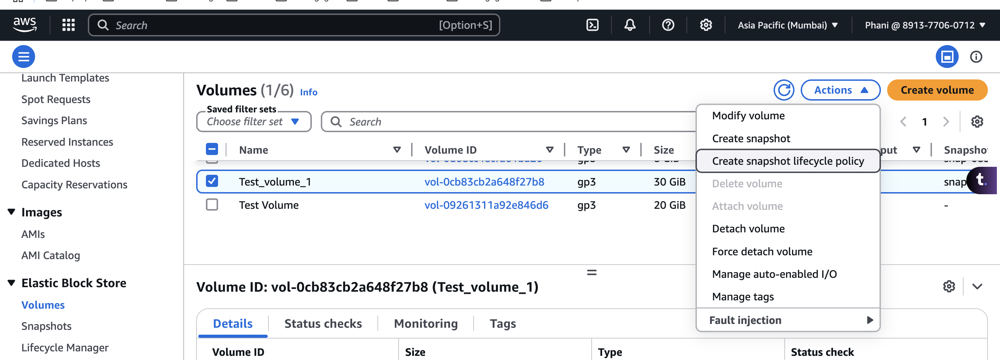 aws
Search [Option+S]
Asia Pacific (Mumbai)
Phani @ 8913-7706-0712
Launch Templates
Spot Requests
Savings Plans
Reserved Instances
Dedicated Hosts
Capacity Reservations
Images
AMIs
AMI Catalog
Elastic Block Store
Volumes
Snapshots
Lifecycle Manager
Volumes (1/6) Info
Actions
Create volume
Saved filter sets
Choose filter set
Search
1
Name Volume ID Type Size put Snapsho
gp3
Test_volume_1 vol-0cb83cb2a648f27b8 gp3 30 GiB snap
Test Volume vol-09261311a92e846d6 gp3 20 GiB -
t.
Modify volume
Create snapshot
Create snapshot lifecycle policy
Delete volume
Attach volume
Detach volume
Force detach volume
Manage auto-enabled I/O
Manage tags
Fault injection
Volume ID: vol-0cb83cb2a648f27b8 (Test_volume_1)
Details Status checks Monitoring Tags
Volume ID Size Type Status check